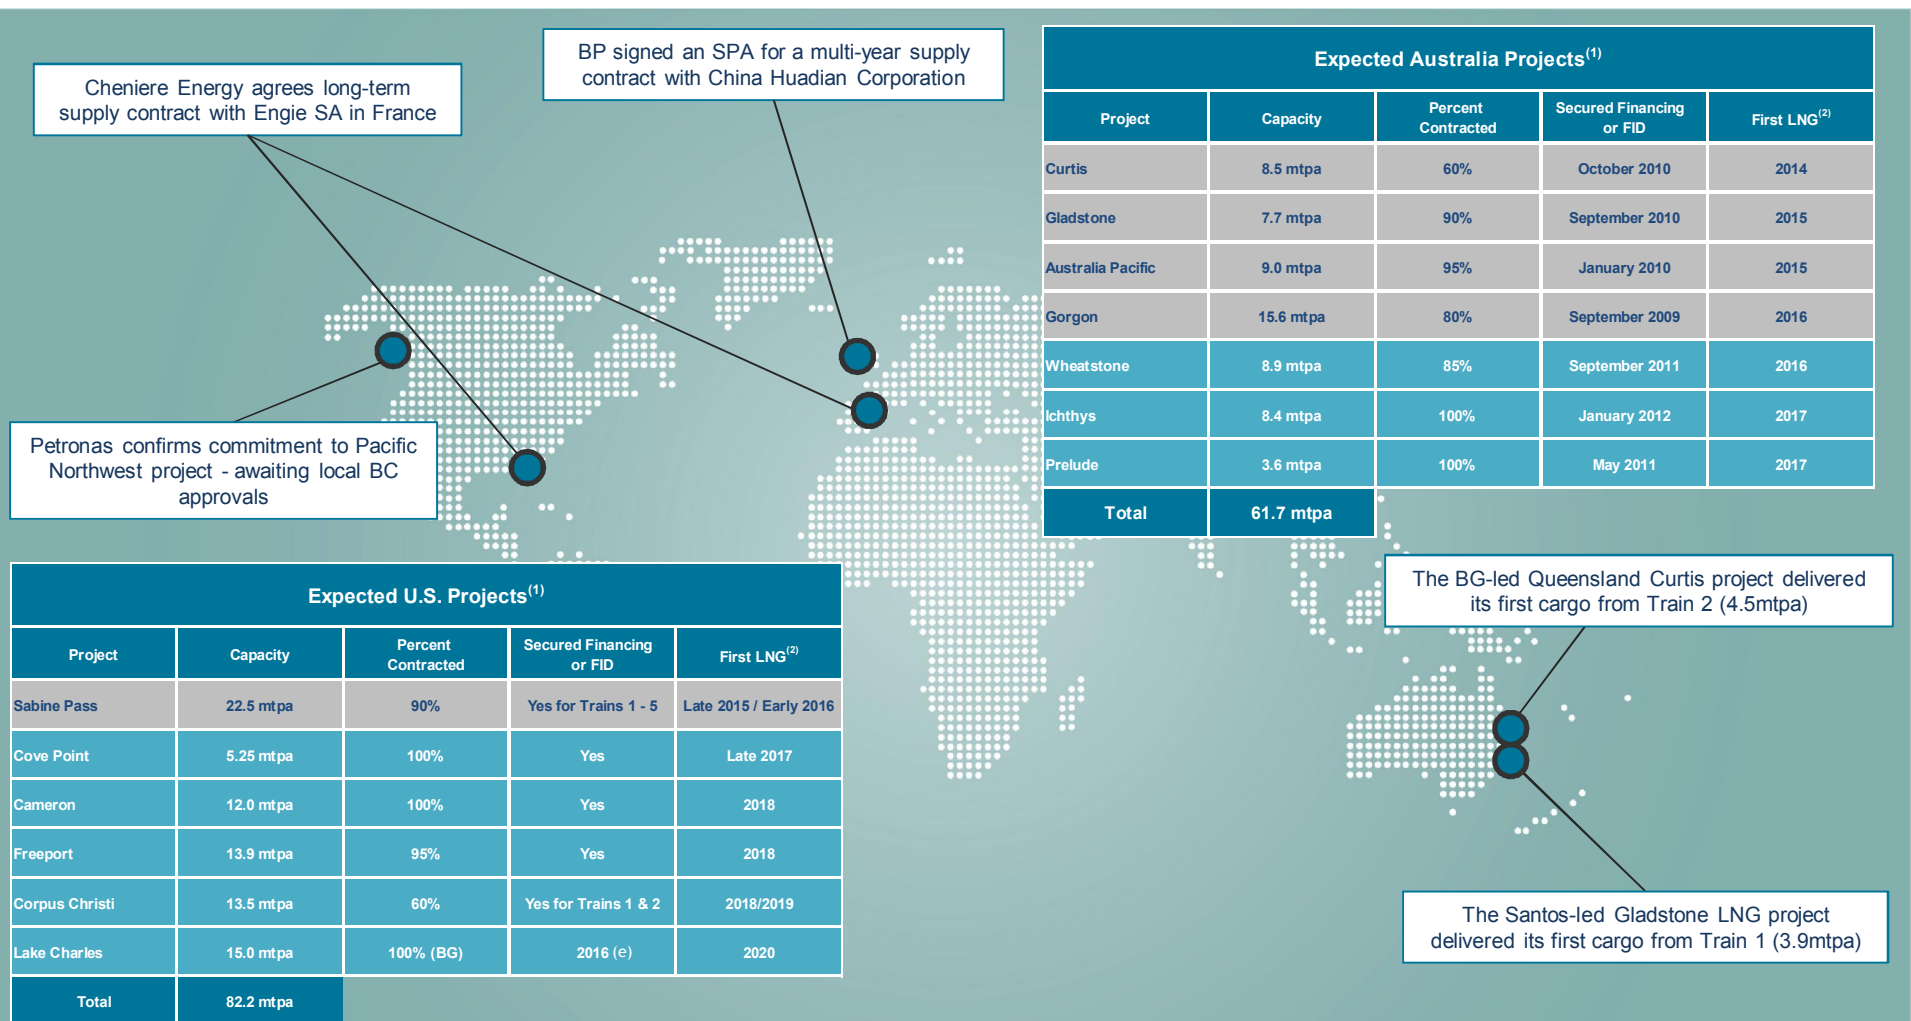 Cheniere Energy agrees long-term
supply contract with Engie SA in France
BP signed an SPA for a multi-year supply
contract with China Huadian Corporation
Petronas confirms commitment to Pacific
Northwest project - awaiting local BC
approvals
Expected Australia Projects(1)
Project Capacity Percent Contracted Secured Financing or FID First LNG(2)
Curtis 8.5 mtpa 60% October 2010 2014
Gladstone 7.7 mtpa 90% September 2010 2015
Australia Pacific 9.0 mtpa 95% January 2010 2015
Gorgon 15.6 mtpa 80% September 2009 2016
Wheatstone 8.9 mtpa 85% September 2011 2016
Ichthys 8.4 mtpa 100% January 2012 2017
Prelude 3.6 mtpa 100% May 2011 2017
Total 61.7 mtpa
The BG-led Queensland Curtis project delivered
its first cargo from Train 2 (4.5mtpa)
Expected U.S. Projects(1)
Project Capacity Percent Contracted Secured Financing or FID First LNG(2)
Sabine Pass 22.5 mtpa 90% Yes for Trains 1 - 5 Late 2015 / Early 2016
Cove Point 5.25 mtpa 100% Yes Late 2017
Cameron 12.0 mtpa 100% Yes 2018
Freeport 13.9 mtpa 95% Yes 2018
Corpus Christi 13.5 mtpa 60% Yes for Trains 1 & 2 2018/2019
Lake Charles 15.0 mtpa 100% (BG) 2016 (e) 2020
Total 82.2 mtpa
The Santos-led Gladstone LNG project
delivered its first cargo from Train 1 (3.9mtpa)